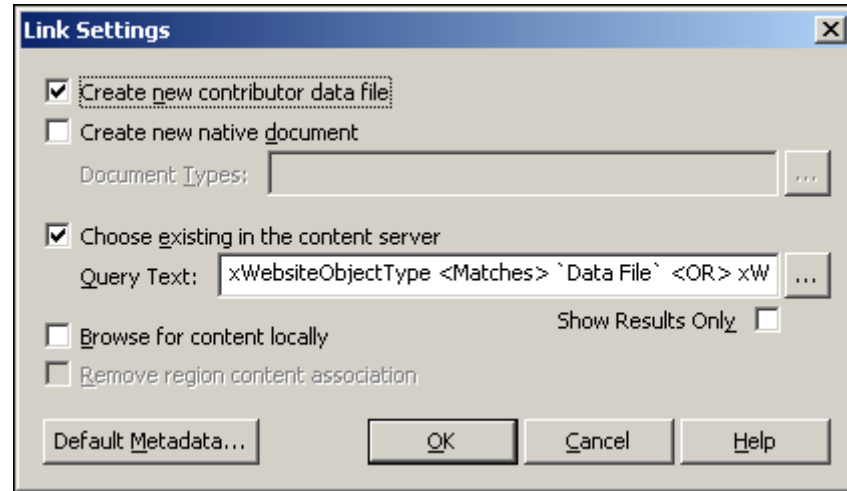 Link Settings
Create new contributor data file
Create new native document
Document Types:
...
Choose existing in the content server
Query Text: xWebsiteObjectType <Matches> `Data File` <OR> xW ...
Show Results Only
Browse for content locally
Remove region content association
Default Metadata... OK Cancel Help